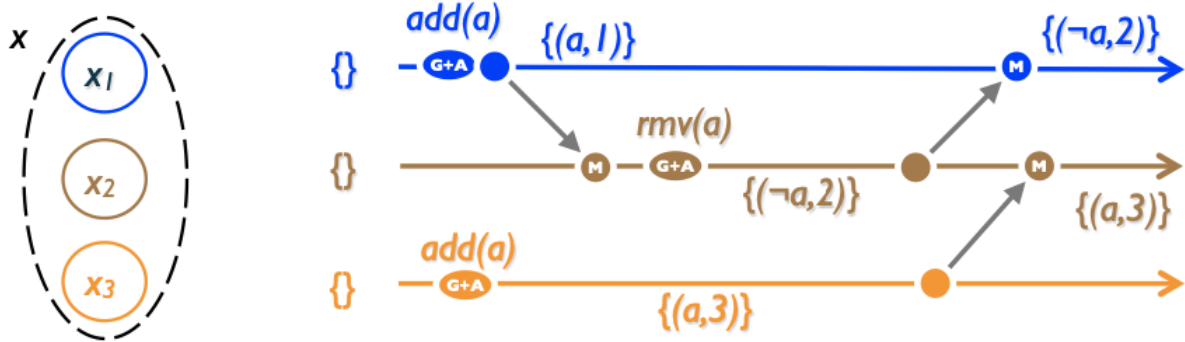 x
x1
x2
x3
add(a)
{} G+A {(a,1)} M {(¬a,2)}
rmv(a)
{} M G+A {(¬a,2)} M {(a,3)}
add(a)
{} G+A {(a,3)}